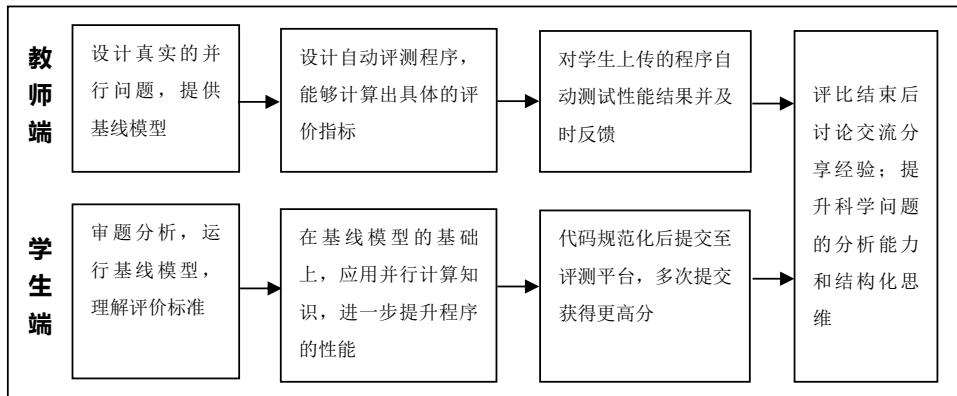 教师端
设计真实的并
行问题，提供
基线模型
设计自动评测程序，
能够计算出具体的评
价指标
对学生上传的程序自
动测试性能结果并及
时反馈
学生端
审题分析，运
行基线模型，
理解评价标准
在基线模型的基础
上，应用并行计算知
识，进一步提升程序
的性能
代码规范化后提交至
评测平台，多次提交
获得更高分
评比结束后
讨论交流分
享经验；提
升科学问题
的分析能力
和结构化思
维